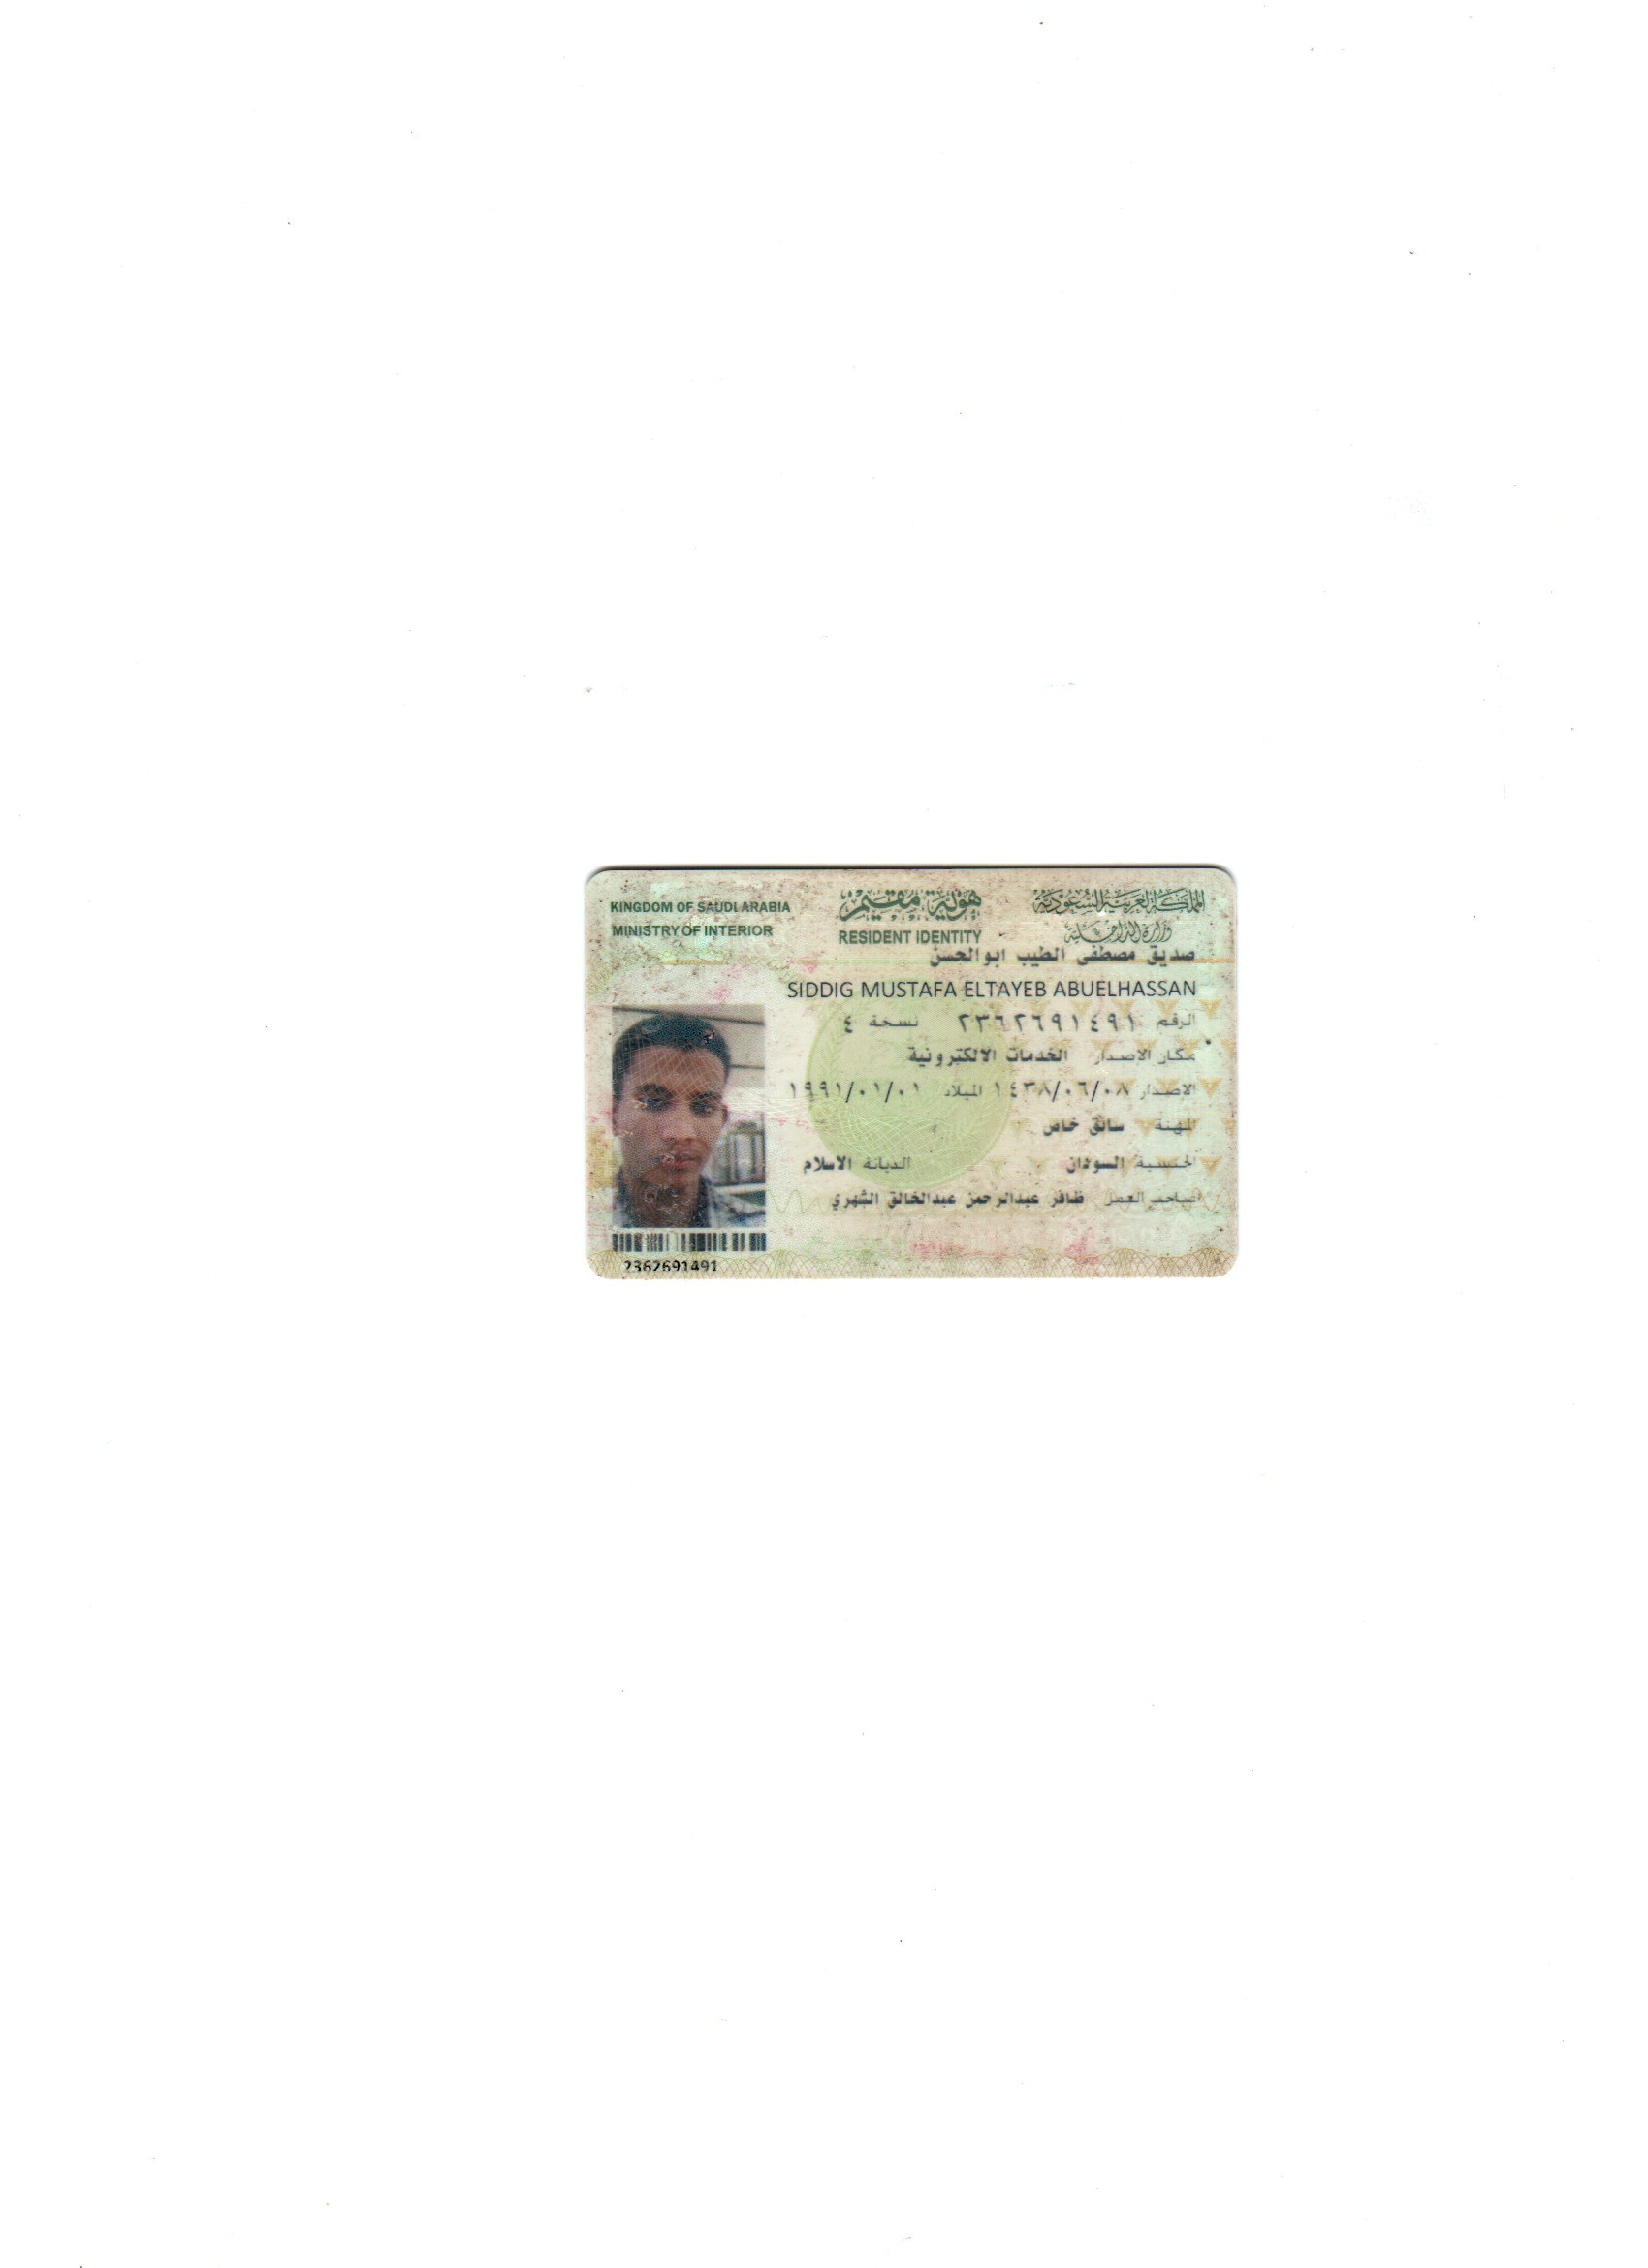 المملكة العربية السعودية
وزارة الداخلية
هوية مقيم
RESIDENT IDENTITY
KINGDOM OF SAUDI ARABIA
MINISTRY OF INTERIOR
صديق مصطفى الطيب ابوالحسن
SIDDIG MUSTAFA ELTAYEB ABUELHASSAN
الرقم ٢٣٦٢٦٩١٤٩١ نسخة ٤
مكان الاصدار الخدمات الالكترونية
الاصدار ١٤٣٨/٠٦/٠٨ الميلاد ١٩٩١/٠١/٠١
المهنة سائق خاص
الجنسية السودان الديانة الاسلام
صاحب العمل ظافر عبدالرحمن عبدالخالق الشهري
2362691491